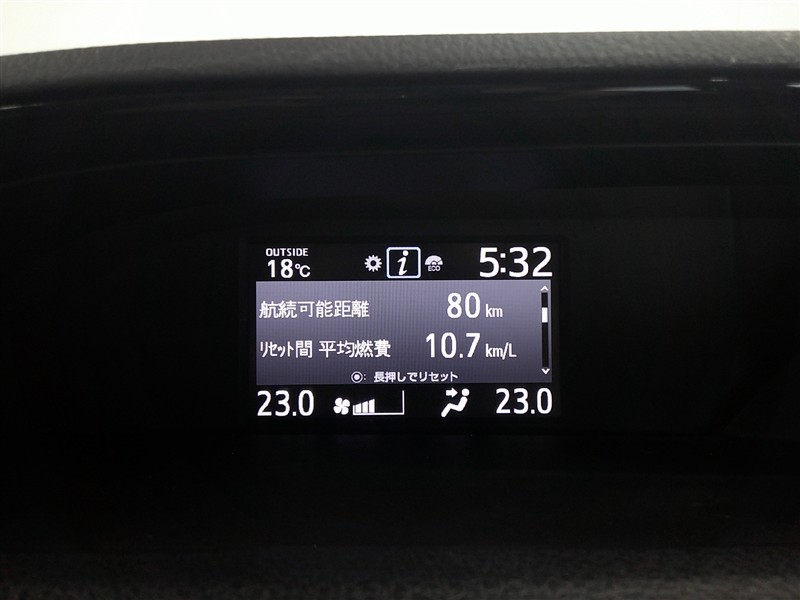 OUTSIDE
18℃ i ECO 5:32
航続可能距離 80 km
リセット間 平均燃費 10.7 km/L
◉: 長押しでリセット
23.0 23.0